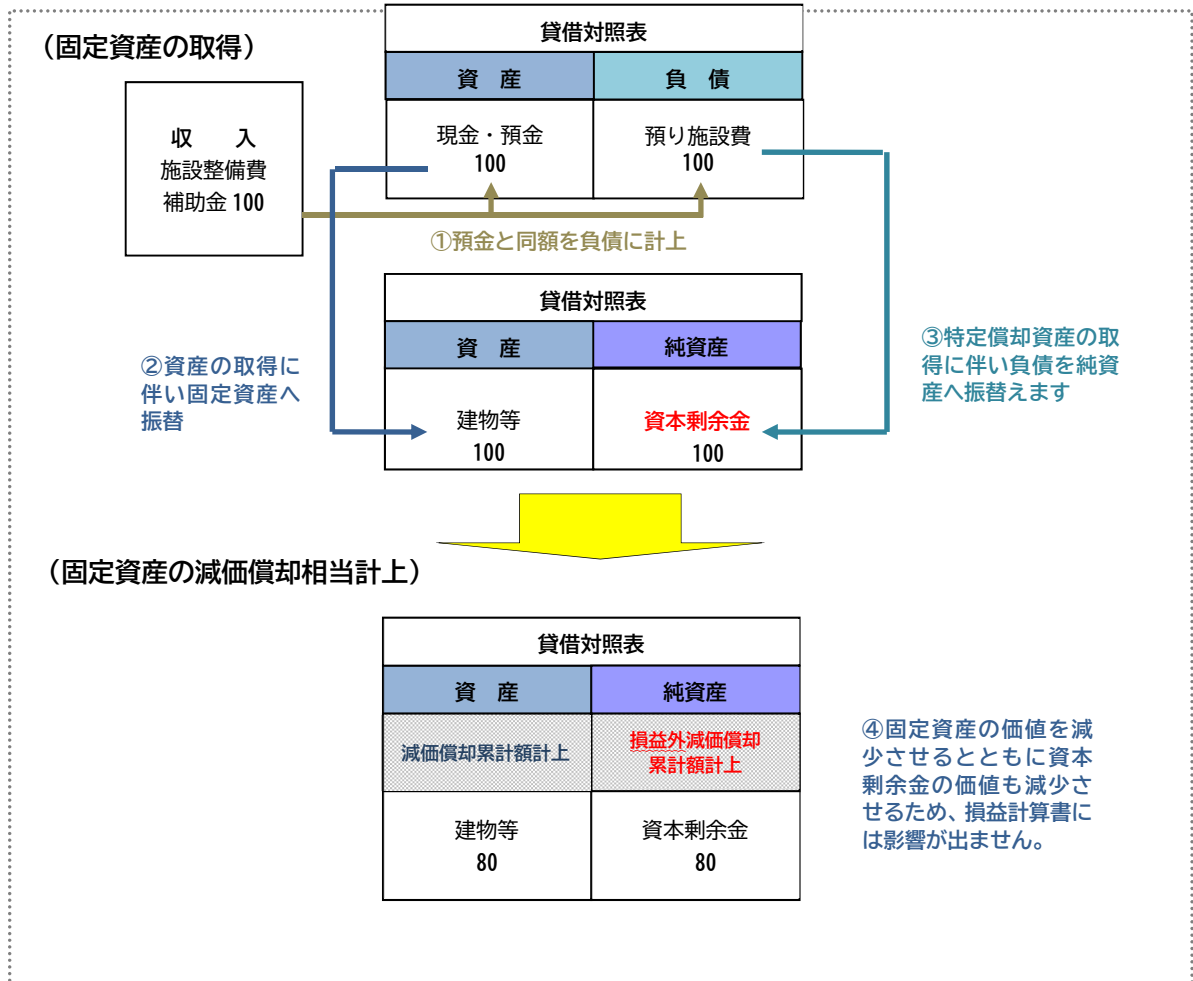 （固定資産の取得）
収　入
施設整備費
補助金 100
貸借対照表
資　産
負　債
現金・預金
100
預り施設費
100
①預金と同額を負債に計上
貸借対照表
資　産
純資産
建物等
100
資本剰余金
100
②資産の取得に
伴い固定資産へ
振替
③特定償却資産の取
得に伴い負債を純資
産へ振替えます
（固定資産の減価償却相当計上）
貸借対照表
資　産
純資産
減価償却累計額計上
損益外減価償却
累計額計上
建物等
80
資本剰余金
80
④固定資産の価値を減
少させるとともに資本
剰余金の価値も減少さ
せるため、損益計算書に
は影響が出ません。